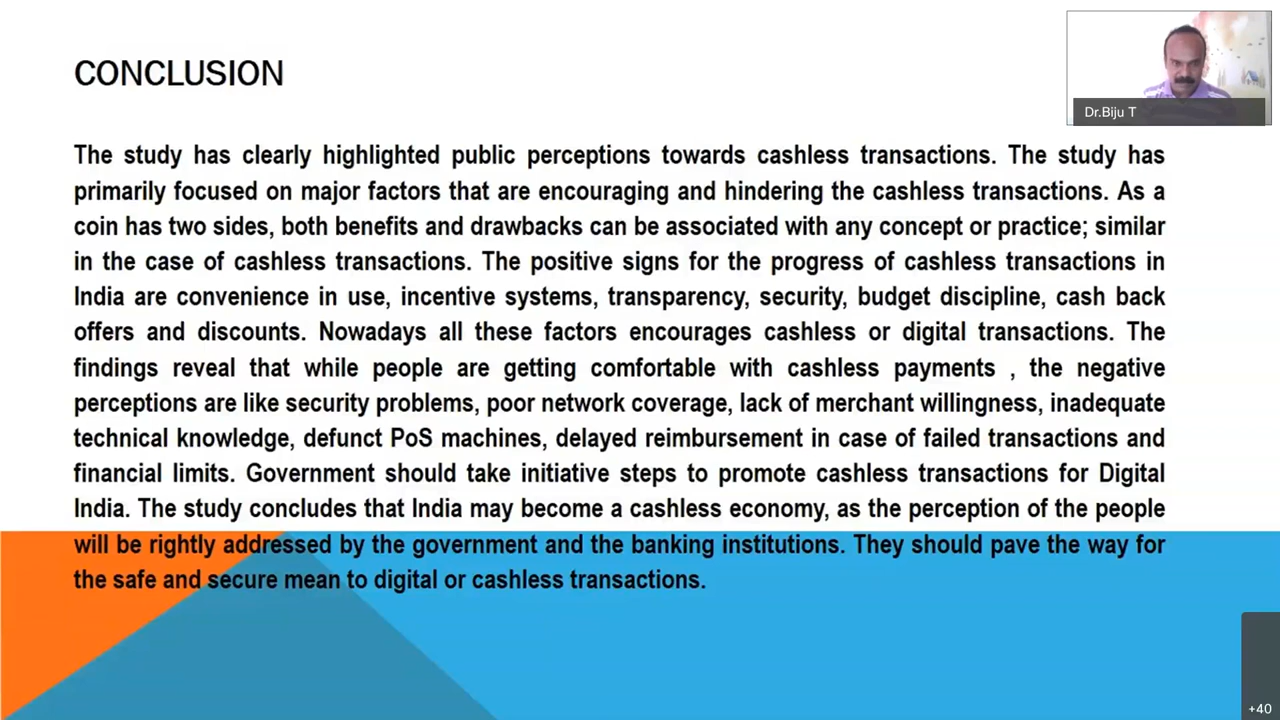 CONCLUSION
Dr.Biju T
The study has clearly highlighted public perceptions towards cashless transactions. The study has
primarily focused on major factors that are encouraging and hindering the cashless transactions. As a
coin has two sides, both benefits and drawbacks can be associated with any concept or practice; similar
in the case of cashless transactions. The positive signs for the progress of cashless transactions in
India are convenience in use, incentive systems, transparency, security, budget discipline, cash back
offers and discounts. Nowadays all these factors encourages cashless or digital transactions. The
findings reveal that while people are getting comfortable with cashless payments , the negative
perceptions are like security problems, poor network coverage, lack of merchant willingness, inadequate
technical knowledge, defunct PoS machines, delayed reimbursement in case of failed transactions and
financial limits. Government should take initiative steps to promote cashless transactions for Digital
India. The study concludes that India may become a cashless economy, as the perception of the people
will be rightly addressed by the government and the banking institutions. They should pave the way for
the safe and secure mean to digital or cashless transactions.
+40